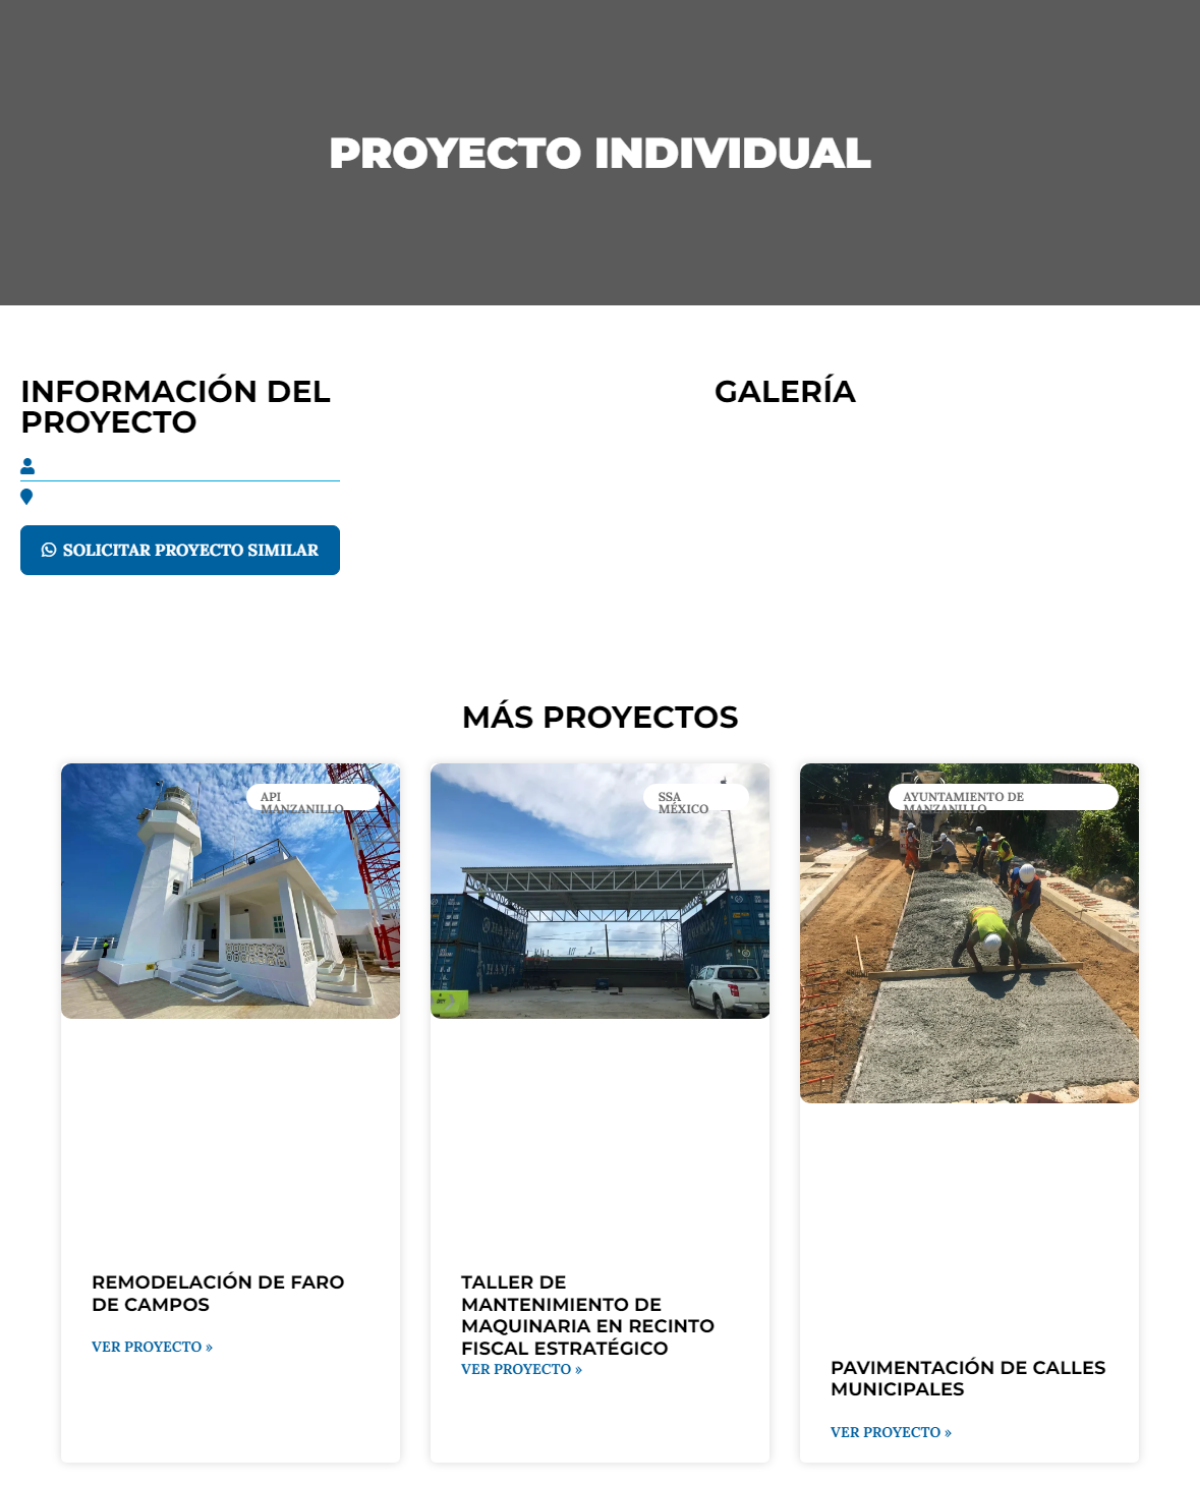 PROYECTO INDIVIDUAL
INFORMACIÓN DEL
PROYECTO
GALERÍA
SOLICITAR PROYECTO SIMILAR
MÁS PROYECTOS
API
MANZANILLO
SSA
MÉXICO
AYUNTAMIENTO DE
MANZANILLO
REMODELACIÓN DE FARO
DE CAMPOS
VER PROYECTO »
TALLER DE
MANTENIMIENTO DE
MAQUINARIA EN RECINTO
FISCAL ESTRATÉGICO
VER PROYECTO »
PAVIMENTACIÓN DE CALLES
MUNICIPALES
VER PROYECTO »